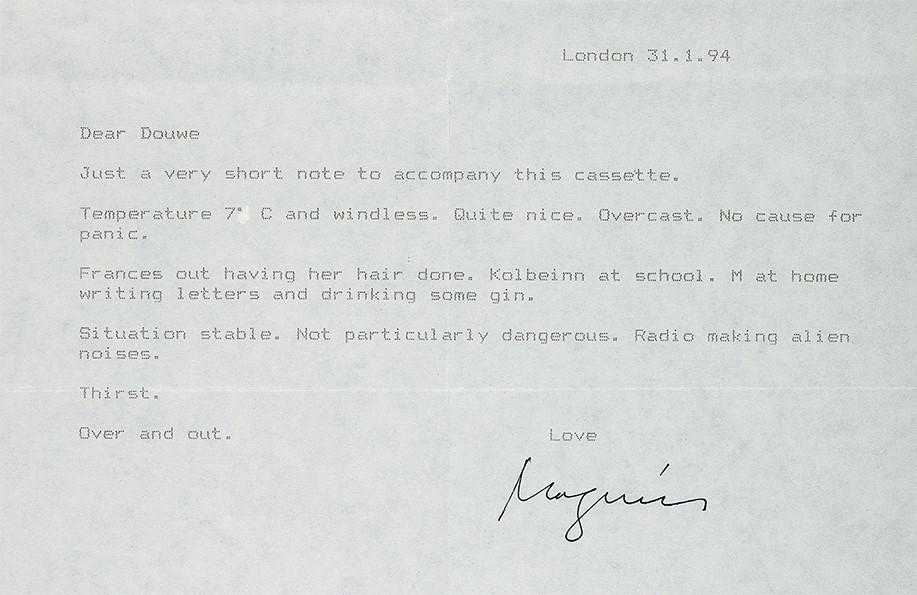 London 31.1.94
Dear Douwe
Just a very short note to accompany this cassette.
Temperature 7° C and windless. Quite nice. Overcast. No cause for
panic.
Frances out having her hair done. Kolbeinn at school. M at home
writing letters and drinking some gin.
Situation stable. Not particularly dangerous. Radio making alien
noises.
Thirst.
Over and out. Love
Magnús